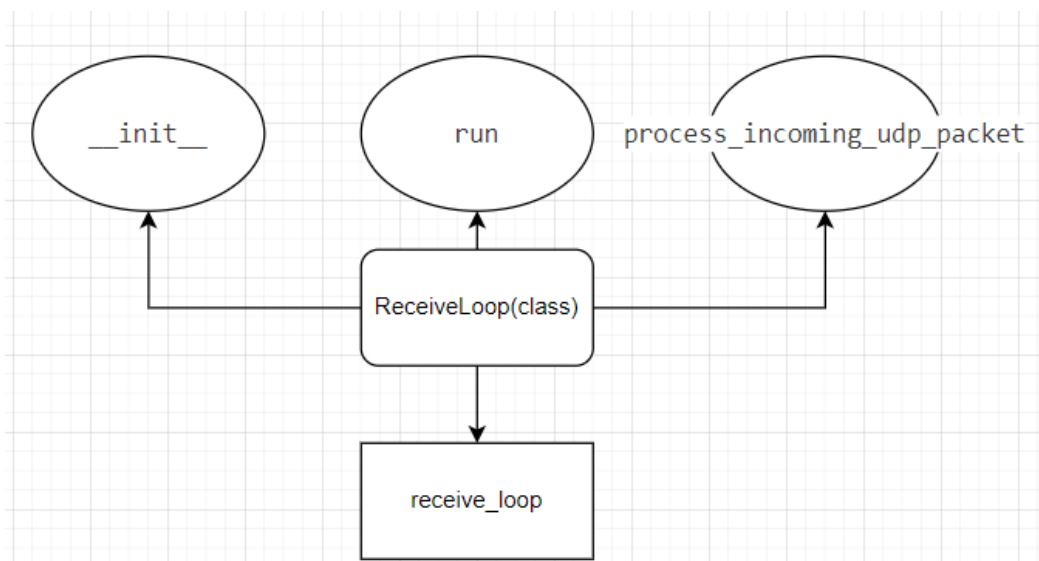 __init__
run
process_incoming_udp_packet
ReceiveLoop(class)
receive_loop